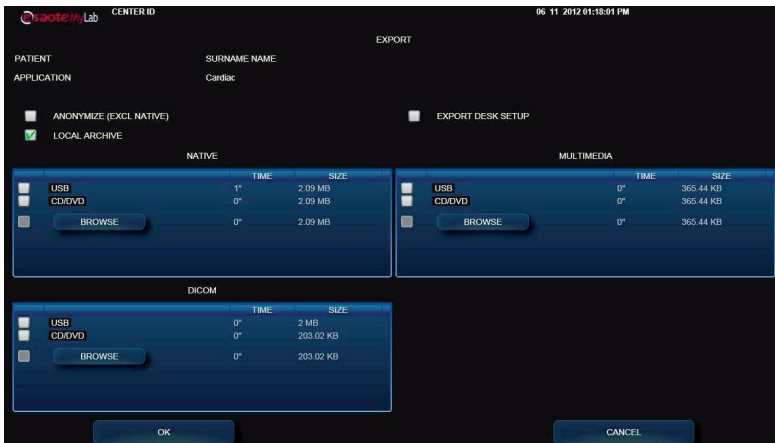 esaote MyLab CENTER ID 06 11 2012 01:18:01 PM
EXPORT
PATIENT SURNAME NAME
APPLICATION Cardiac
ANONYMIZE (EXCL NATIVE) EXPORT DESK SETUP
LOCAL ARCHIVE
NATIVE
TIME SIZE
USB 1" 2.09 MB
CD/DVD 0" 2.09 MB
BROWSE 0" 2.09 MB
MULTIMEDIA
TIME SIZE
USB 0" 365.44 KB
CD/DVD 0" 365.44 KB
BROWSE 0" 365.44 KB
DICOM
TIME SIZE
USB 0" 2 MB
CD/DVD 0" 203.02 KB
BROWSE 0" 203.02 KB
OK CANCEL